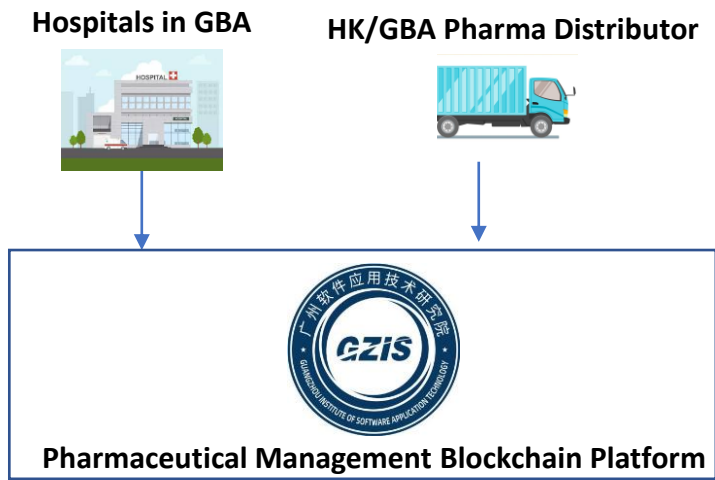 Hospitals in GBA
HK/GBA Pharma Distributor
HOSPITAL
广州软件应用技术研究院
GZIS
GUANGZHOU INSTITUTE OF SOFTWARE APPLICATION TECHNOLOGY
Pharmaceutical Management Blockchain Platform